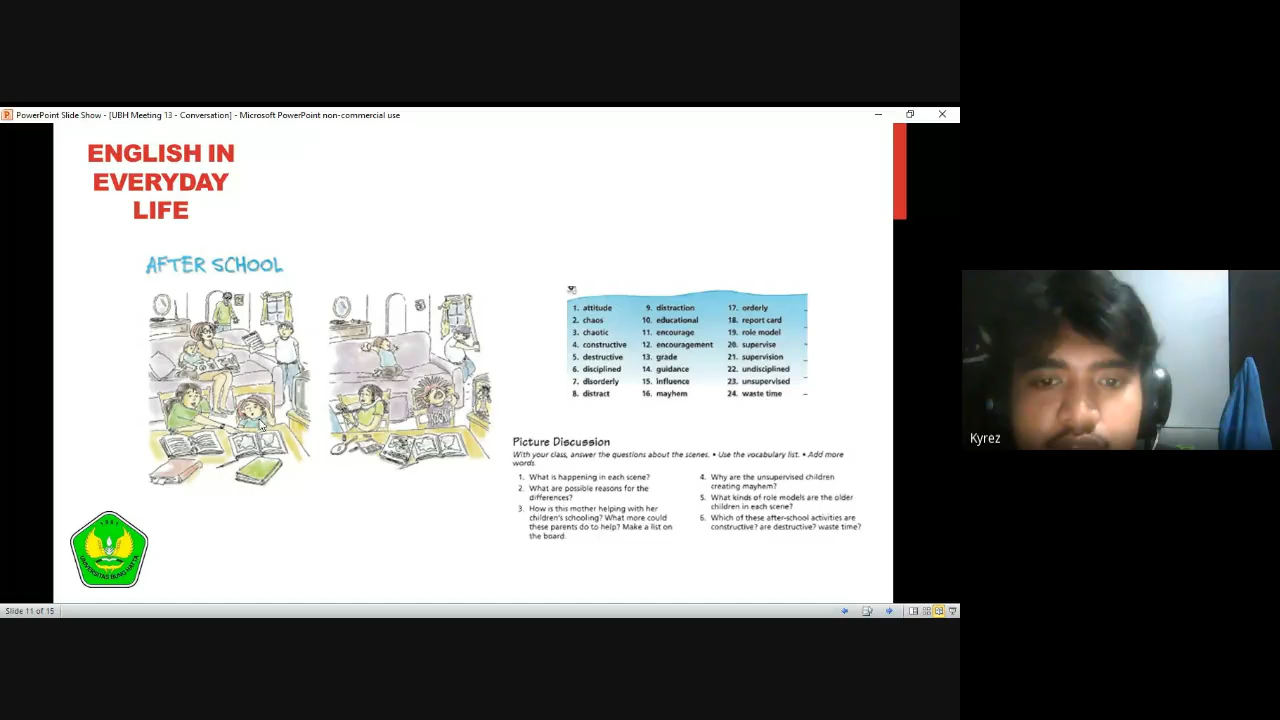 PowerPoint Slide Show - [UBH Meeting 13 - Conversation] - Microsoft PowerPoint non-commercial use
ENGLISH IN
EVERYDAY
LIFE
AFTER SCHOOL
1. attitude
2. chaos
3. chaotic
4. constructive
5. destructive
6. disciplined
7. disorderly
8. distract
9. distraction
10. educational
11. encourage
12. encouragement
13. grade
14. guidance
15. influence
16. mayhem
17. orderly
18. report card
19. role model
20. supervise
21. supervision
22. undisciplined
23. unsupervised
24. waste time
Picture Discussion
With your class, answer the questions about the scenes. • Use the vocabulary list. • Add more
words.
1. What is happening in each scene?
2. What are possible reasons for the
differences?
3. How is this mother helping with her
children's schooling? What more could
these parents do to help? Make a list on
the board.
4. Why are the unsupervised children
creating mayhem?
5. What kinds of role models are the older
children in each scene?
6. Which of these after-school activities are
constructive? are destructive? waste time?
1981
UNIVERSITAS BUNG HATTA
Kyrez
Slide 11 of 15